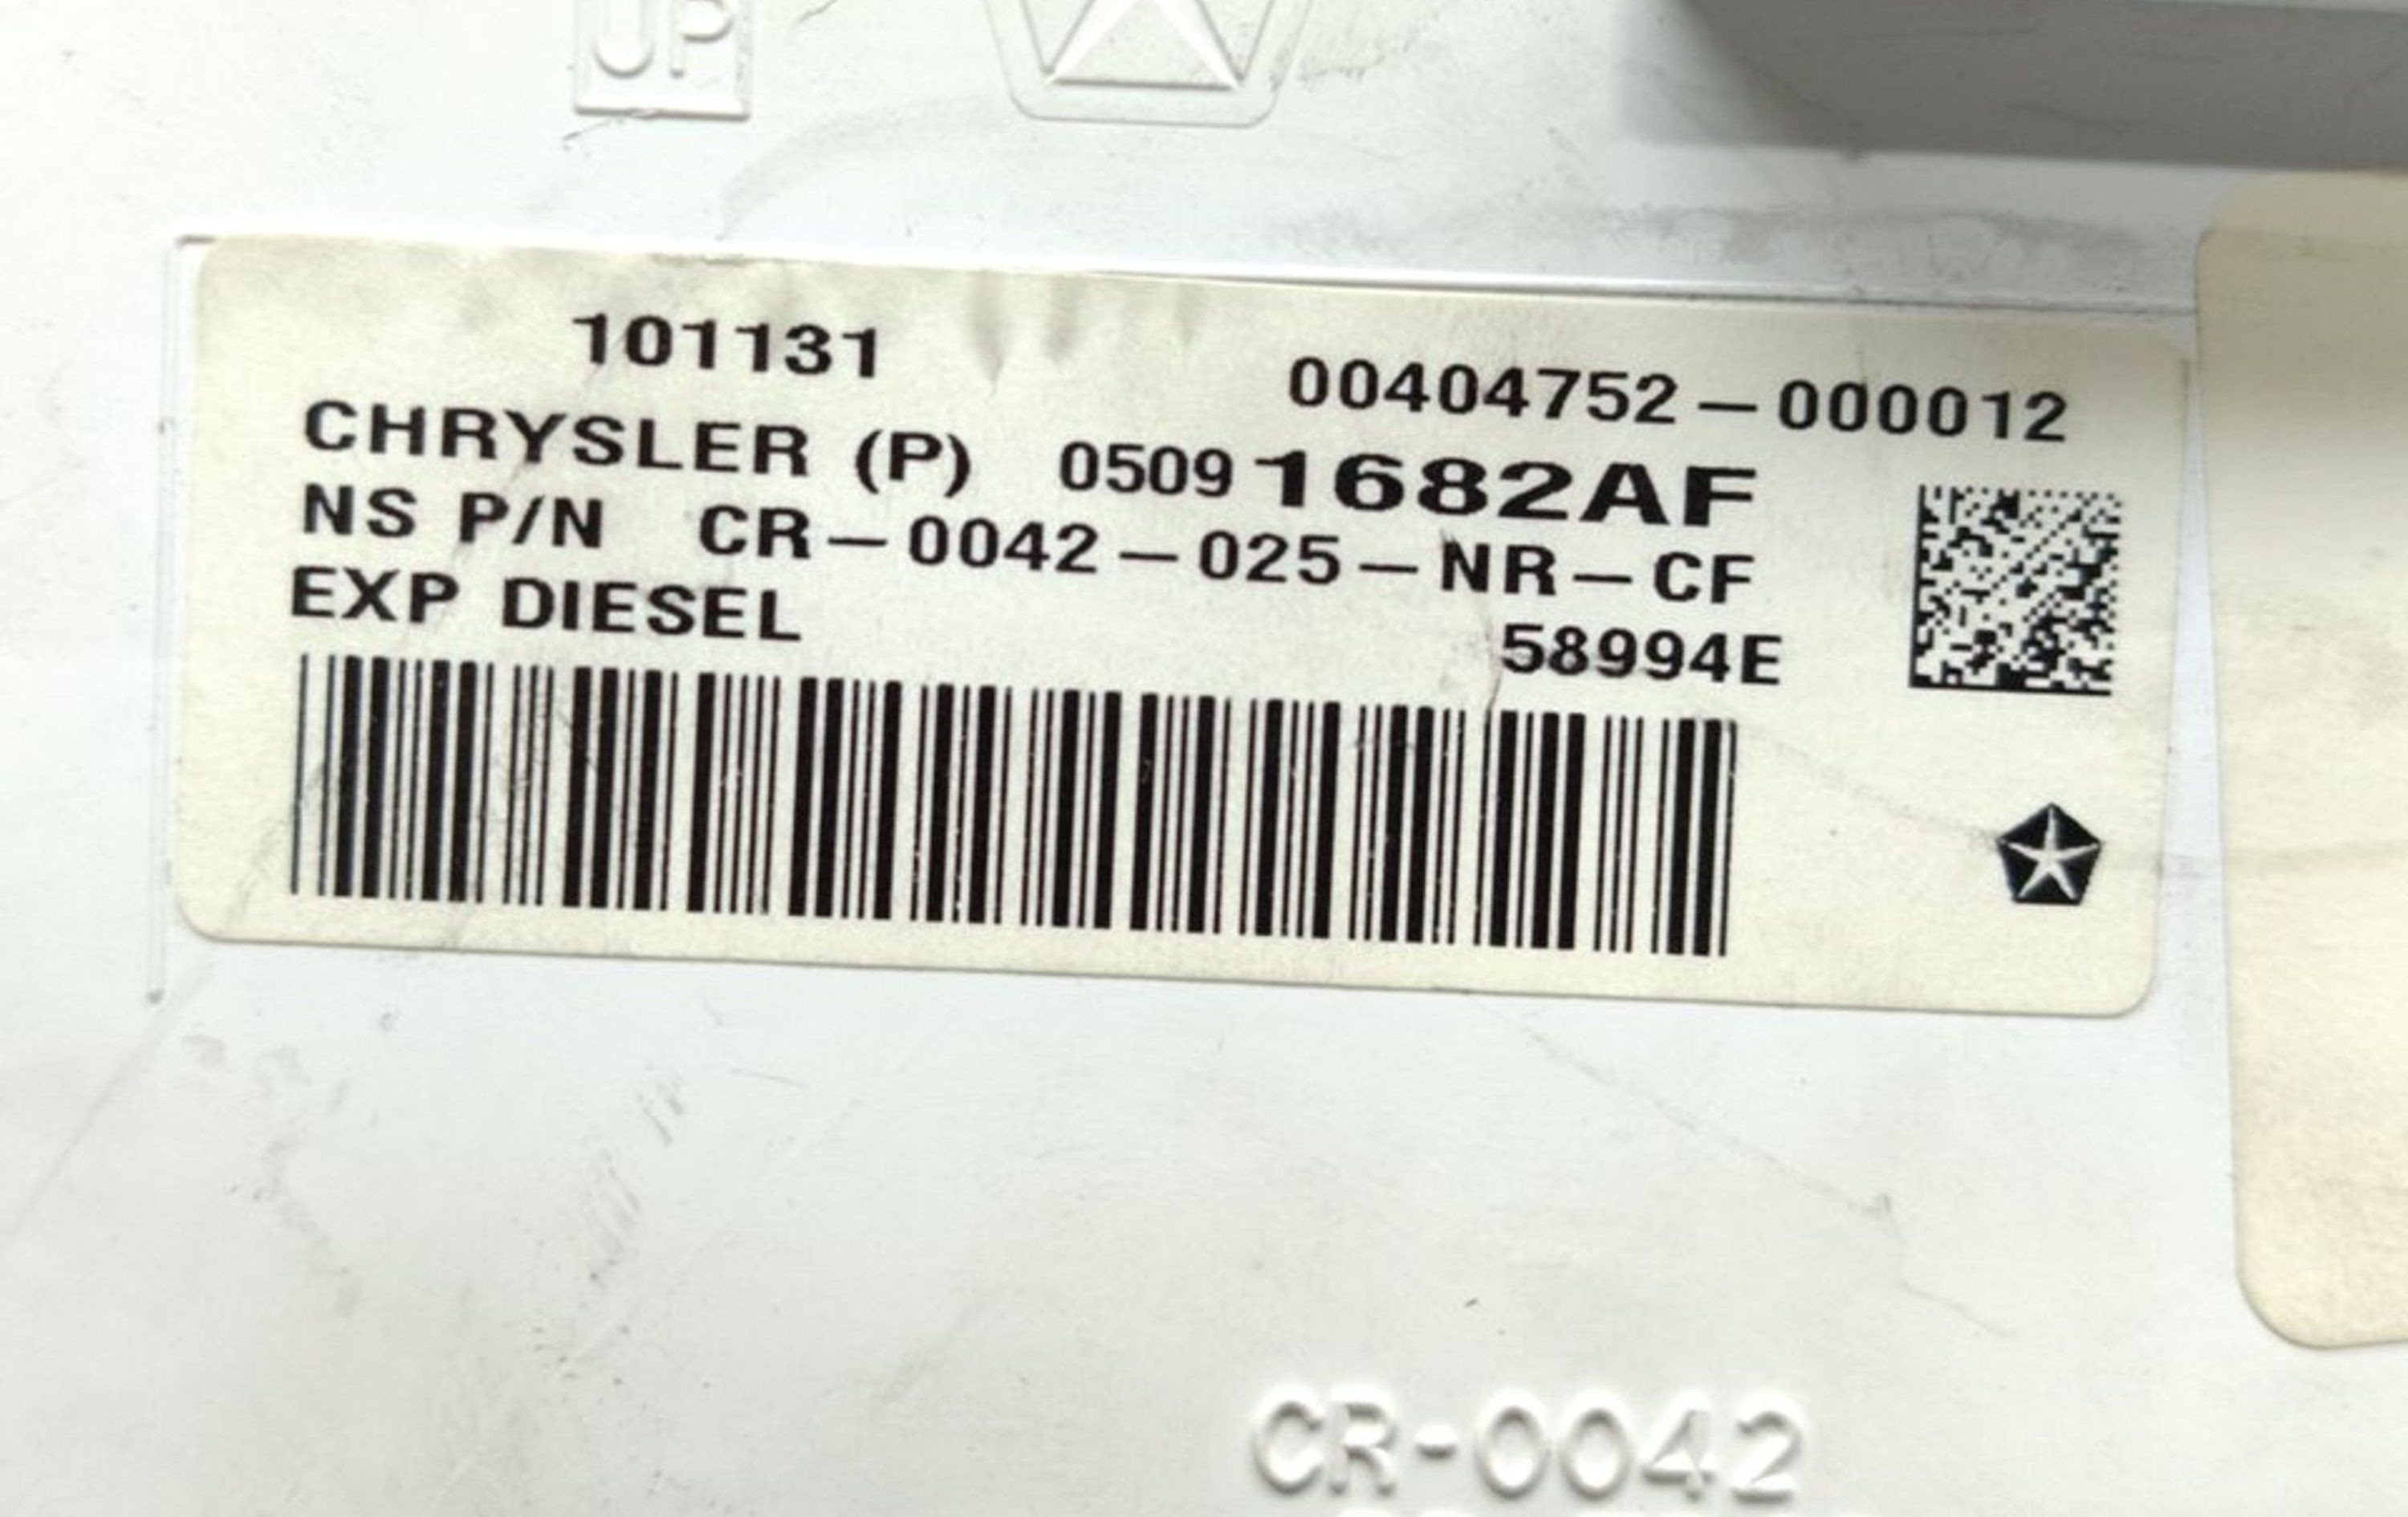 UP
101131
00404752-000012
CHRYSLER (P) 05091682AF
NS P/N CR-0042-025-NR-CF
EXP DIESEL
58994E
CR-0042